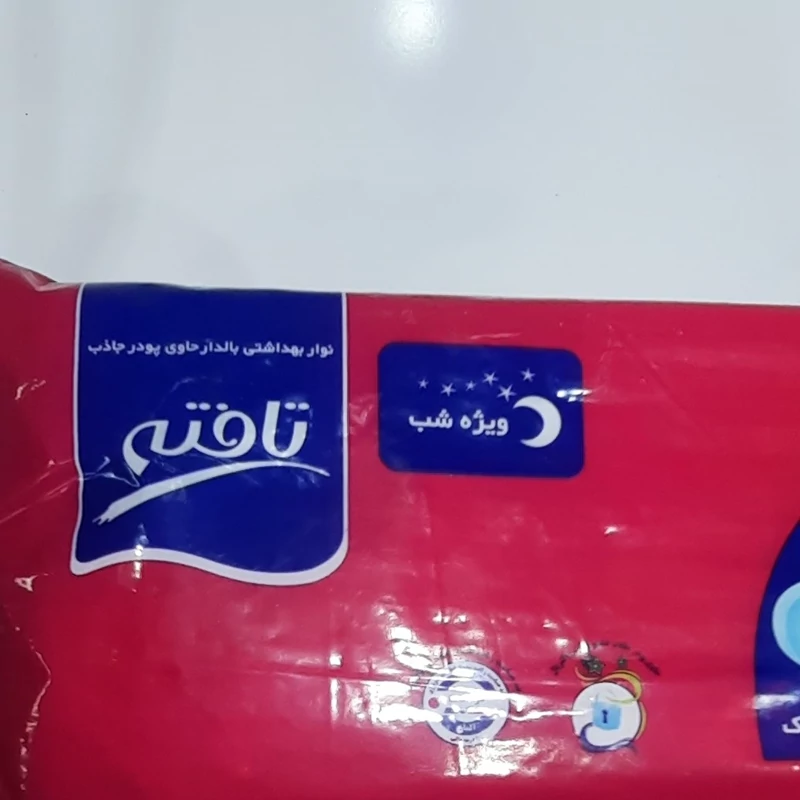 نوار بهداشتی بالدار حاوی پودر جاذب
تافته
ویژه شب